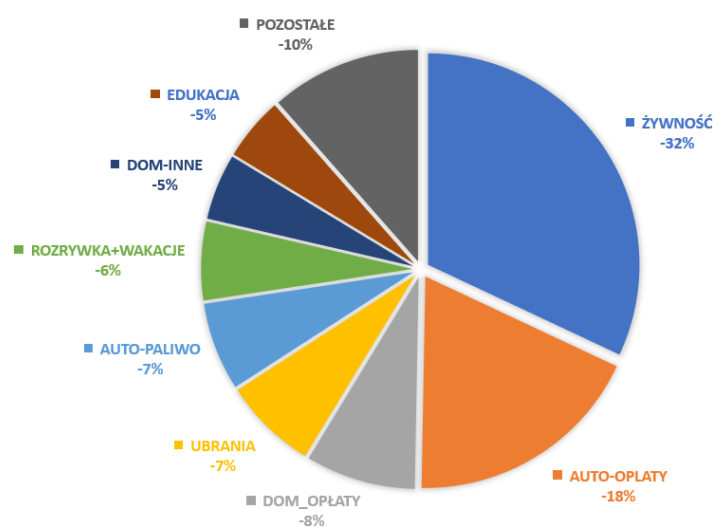 POZOSTAŁE
-10%
EDUKACJA
-5%
ŻYWNOŚĆ
-32%
DOM-INNE
-5%
ROZRYWKA+WAKACJE
-6%
AUTO-PALIWO
-7%
UBRANIA
-7%
AUTO-OPLATY
-18%
DOM_OPŁATY
-8%